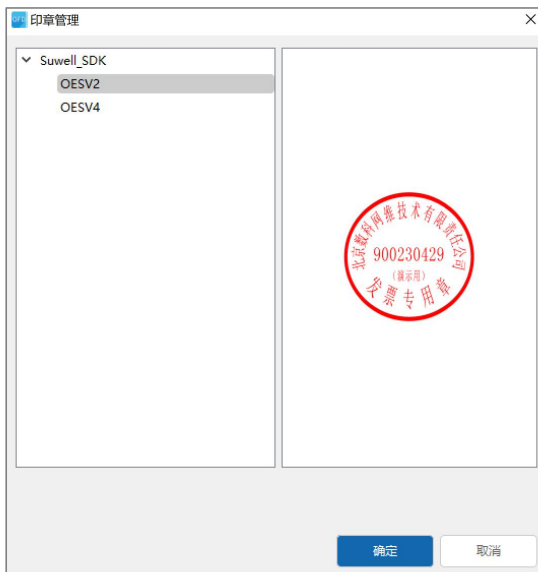 OFD 印章管理
Suwell_SDK
OESV2
OESV4
北京数科网维技术有限责任公司
900230429
(演示用)
发票专用章
确定
取消